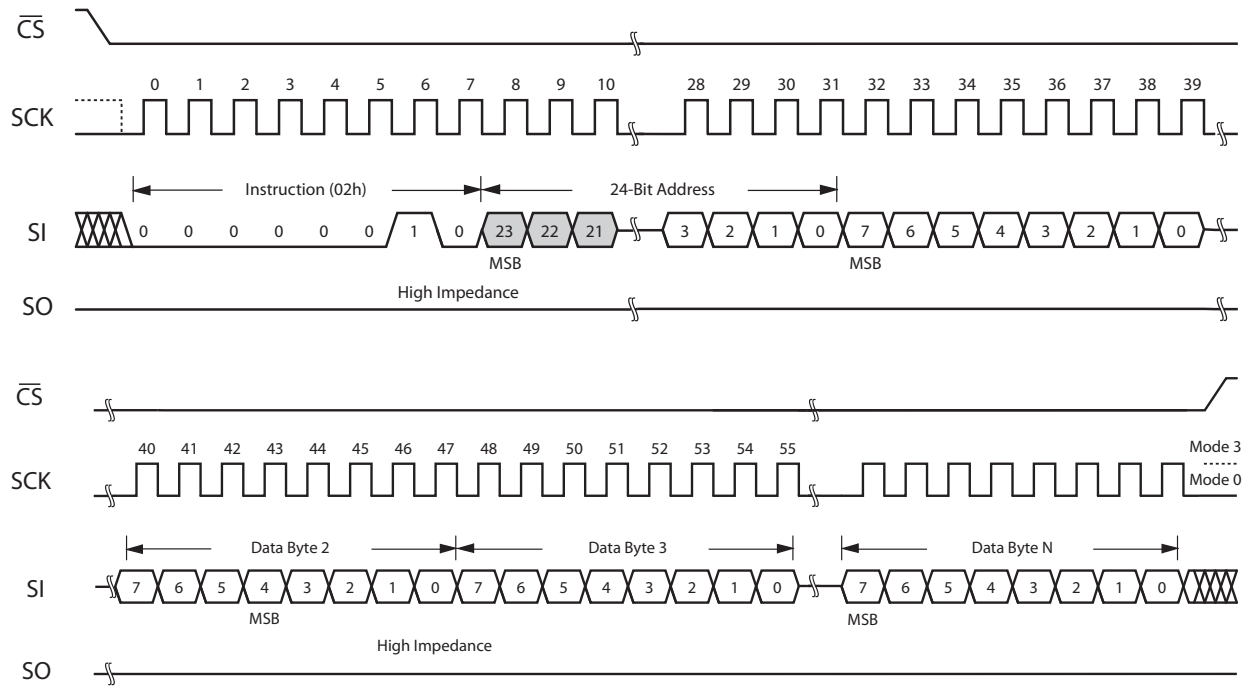 CS
0 1 2 3 4 5 6 7 8 9 10 28 29 30 31 32 33 34 35 36 37 38 39
SCK
Instruction (02h) 24-Bit Address
SI 0 0 0 0 0 0 1 0 23 22 21 3 2 1 0 7 6 5 4 3 2 1 0
MSB MSB
High Impedance
SO
CS
40 41 42 43 44 45 46 47 48 49 50 51 52 53 54 55 Mode 3
SCK Mode 0
Data Byte 2 Data Byte 3 Data Byte N
SI 7 6 5 4 3 2 1 0 7 6 5 4 3 2 1 0 7 6 5 4 3 2 1 0
MSB MSB
High Impedance
SO